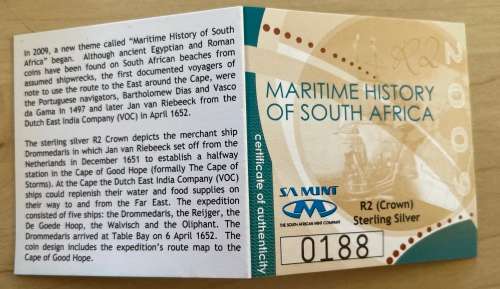 In 2009, a new theme called “Maritime History of South
Africa” began. Although ancient Egyptian and Roman
coins have been found on South African beaches from
assumed shipwrecks, the first documented voyagers of
note to use the route to the East around the Cape, were
the Portuguese navigators, Bartholomew Dias and Vasco
da Gama in 1497 and later Jan van Riebeeck from the
Dutch East India Company (VOC) in April 1652.
The sterling silver R2 Crown depicts the merchant ship
Drommedaris in which Jan van Riebeeck set off from the
Netherlands in December 1651 to establish a halfway
station in the Cape of Good Hope (formally The Cape of
Storms). At the Cape the Dutch East India Company (VOC)
ships could replenish their water and food supplies on
their way to and from the Far East. The expedition
consisted of five ships: the Drommedaris, the Reijger, the
De Goede Hoop, the Walvisch and the Oliphant. The
Drommedaris arrived at Table Bay on 6 April 1652. The
coin design includes the expedition's route map to the
Cape of Good Hope.
certificate of authenticity
MARITIME HISTORY
OF SOUTH AFRICA
SA MINT
THE SOUTH AFRICAN MINT COMPANY
R2 (Crown)
Sterling Silver
0188